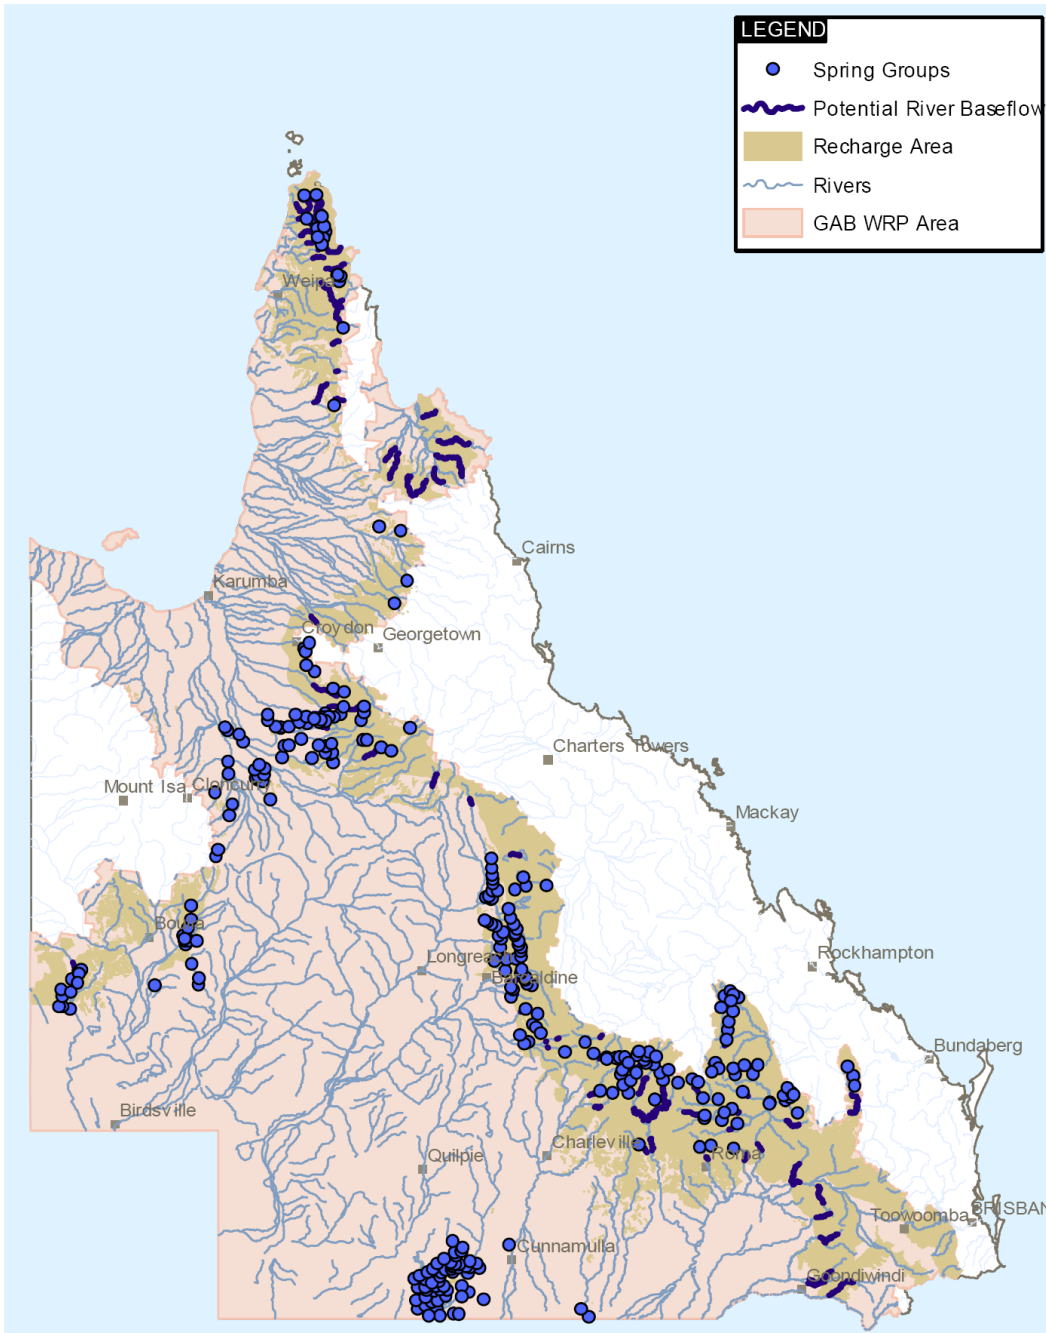 LEGEND
Spring Groups
Potential River Baseflow
Recharge Area
Rivers
GAB WRP Area
Weipa
Cairns
Karumba
Croydon
Georgetown
Charters Towers
Mount Isa
Cloncurry
Mackay
Boulia
Longreach
Barcaldine
Rockhampton
Bundaberg
Birdsville
Charleville
Quilpie
Roma
Toowoomba
BRISBAN
Cunnamulla
Goondiwindi